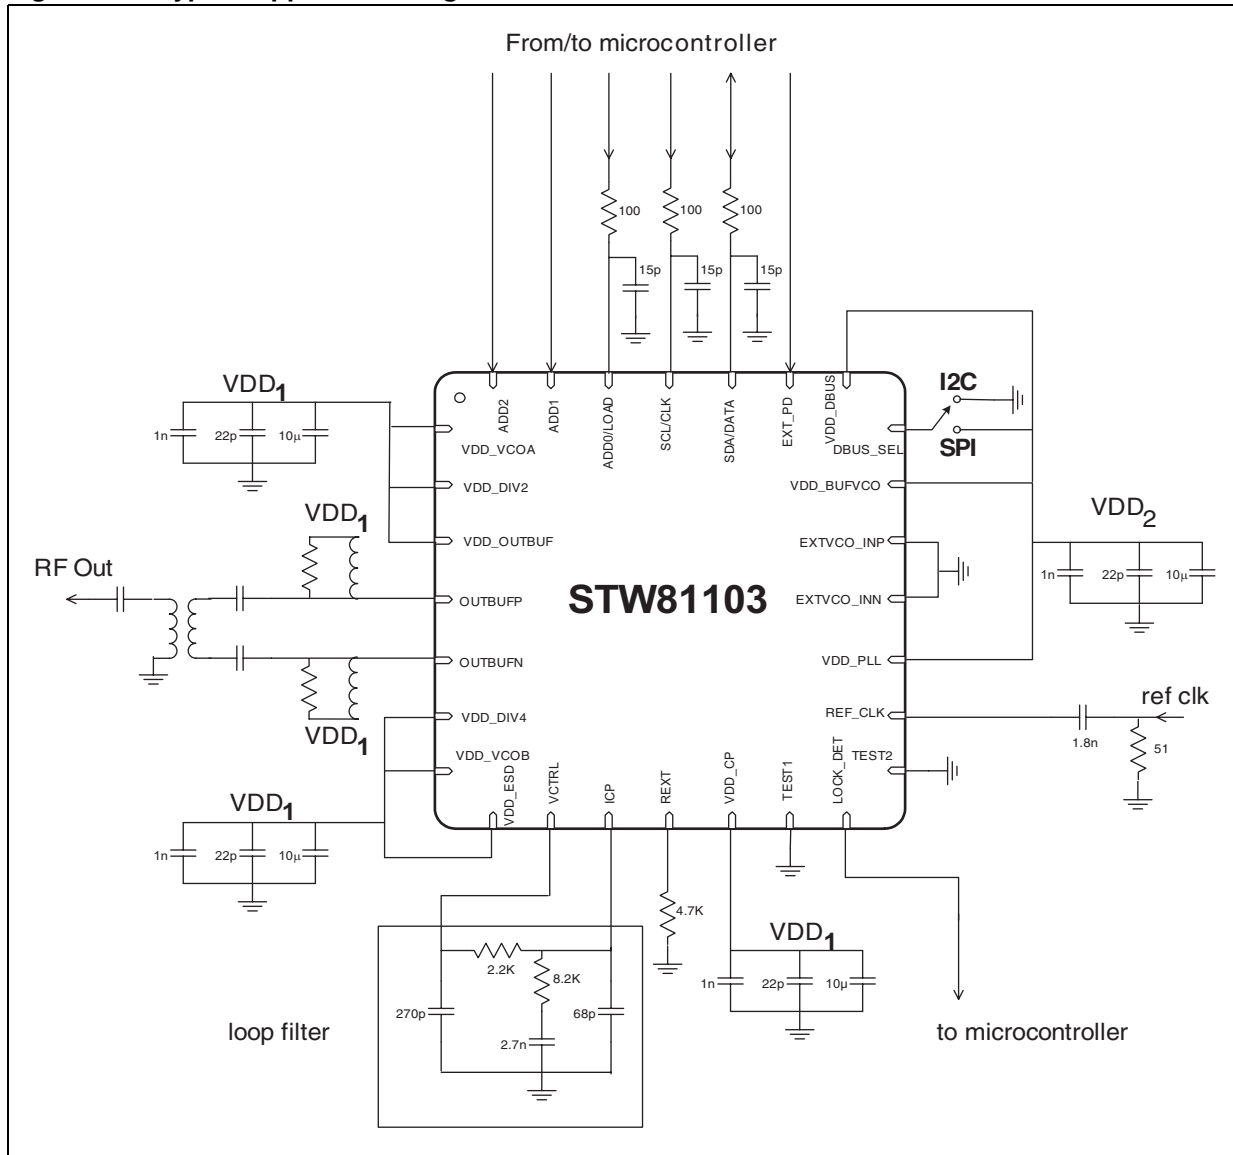 From/to microcontroller
100
100
100
15p
15p
15p
VDD1
1n
22p
10µ
ADD2
ADD1
ADD0/LOAD
SCL/CLK
SDA/DATA
EXT_PD
VDD_DBUS
I2C
SPI
DBUS_SEL
VDD_VCOA
VDD_DIV2
VDD_BUFVCO
VDD1
VDD2
VDD_OUTBUF
EXTVCO_INP
RF Out
1n
22p
10µ
OUTBUFP
STW81103
EXTVCO_INN
OUTBUFN
VDD_PLL
VDD_DIV4
REF_CLK
ref clk
1.8n
51
VDD1
VDD_VCOB
TEST2
VDD_ESD
VCTRL
ICP
REXT
VDD_CP
TEST1
LOCK_DET
VDD1
1n
22p
10µ
4.7K
VDD1
2.2K
8.2K
1n
22p
10µ
270p
68p
2.7n
loop filter
to microcontroller